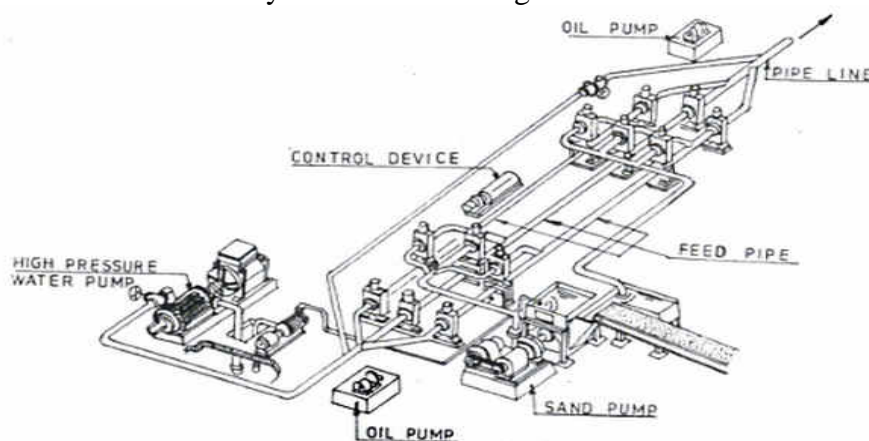 OIL PUMP
PIPE LINE
CONTROL DEVICE
FEED PIPE
HIGH PRESSURE
WATER PUMP
SAND PUMP
OIL PUMP